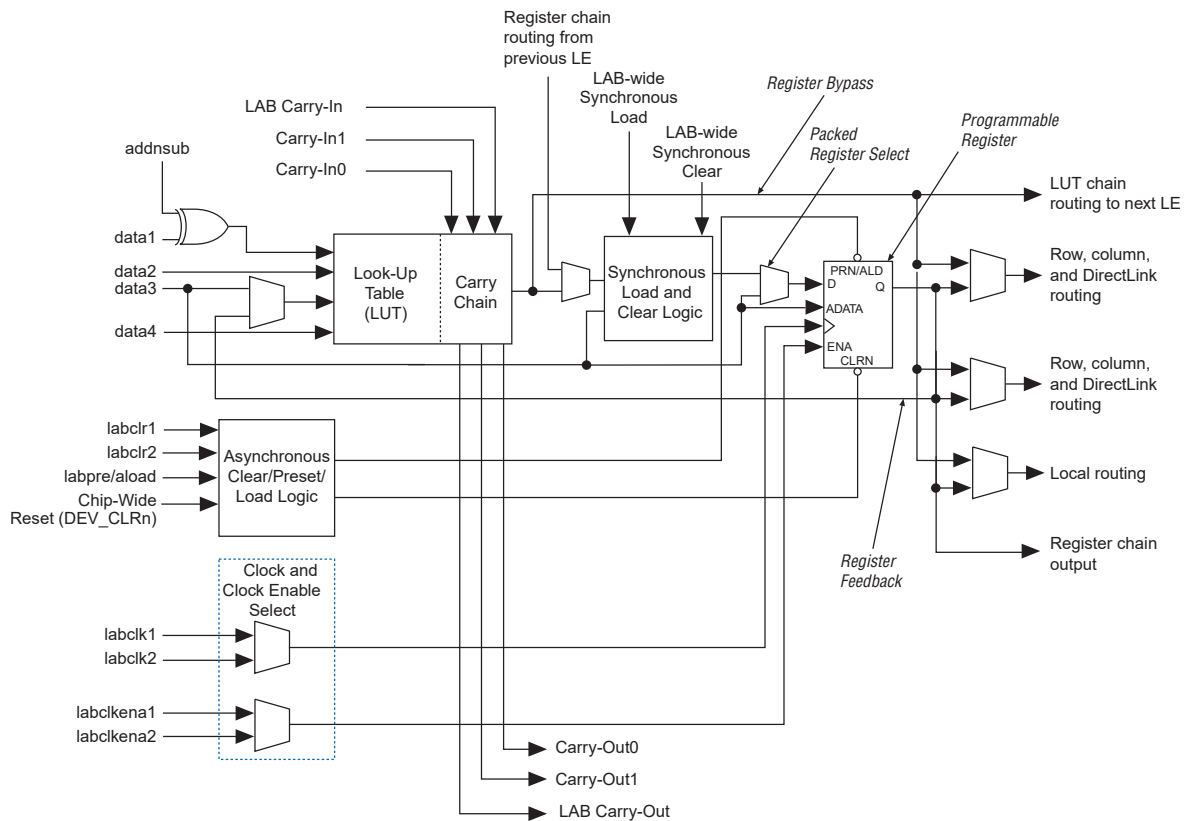 Register chain
routing from
previous LE
LAB-wide
Synchronous
Load
Register Bypass
LAB Carry-In
LAB-wide
Synchronous
Clear
Packed
Register Select
Programmable
Register
Carry-In1
addnsub
Carry-In0
LUT chain
routing to next LE
data1
data2
data3
data4
Look-Up
Table
(LUT)
Carry
Chain
Synchronous
Load and
Clear Logic
PRN/ALD
D
Q
ADATA
ENA
CLRN
Row, column,
and DirectLink
routing
Row, column,
and DirectLink
routing
labclr1
labclr2
labpre/aload
Chip-Wide
Reset (DEV_CLRn)
Asynchronous
Clear/Preset/
Load Logic
Local routing
Register chain
output
Register
Feedback
Clock and
Clock Enable
Select
labclk1
labclk2
labclkena1
labclkena2
Carry-Out0
Carry-Out1
LAB Carry-Out